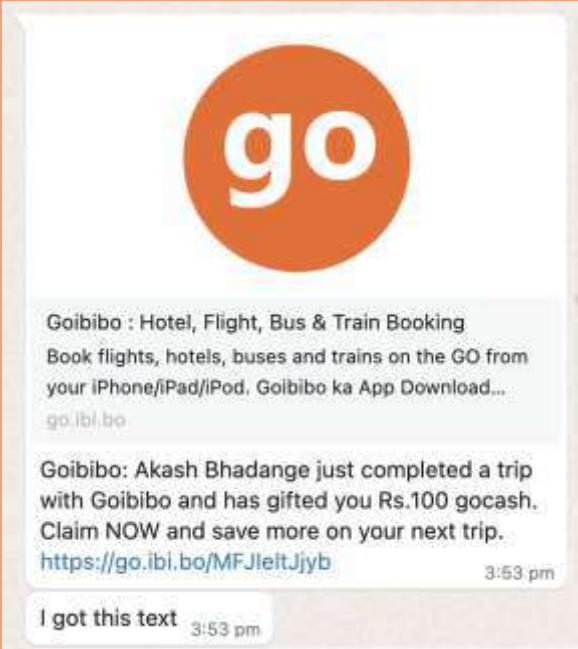 go
Goibibo : Hotel, Flight, Bus & Train Booking
Book flights, hotels, buses and trains on the GO from
your iPhone/iPad/iPod. Goibibo ka App Download...
go.ibi.bo
Goibibo: Akash Bhadange just completed a trip
with Goibibo and has gifted you Rs.100 gocash.
Claim NOW and save more on your next trip.
https://go.ibi.bo/MFJleltJjyb
3:53 pm
I got this text 3:53 pm